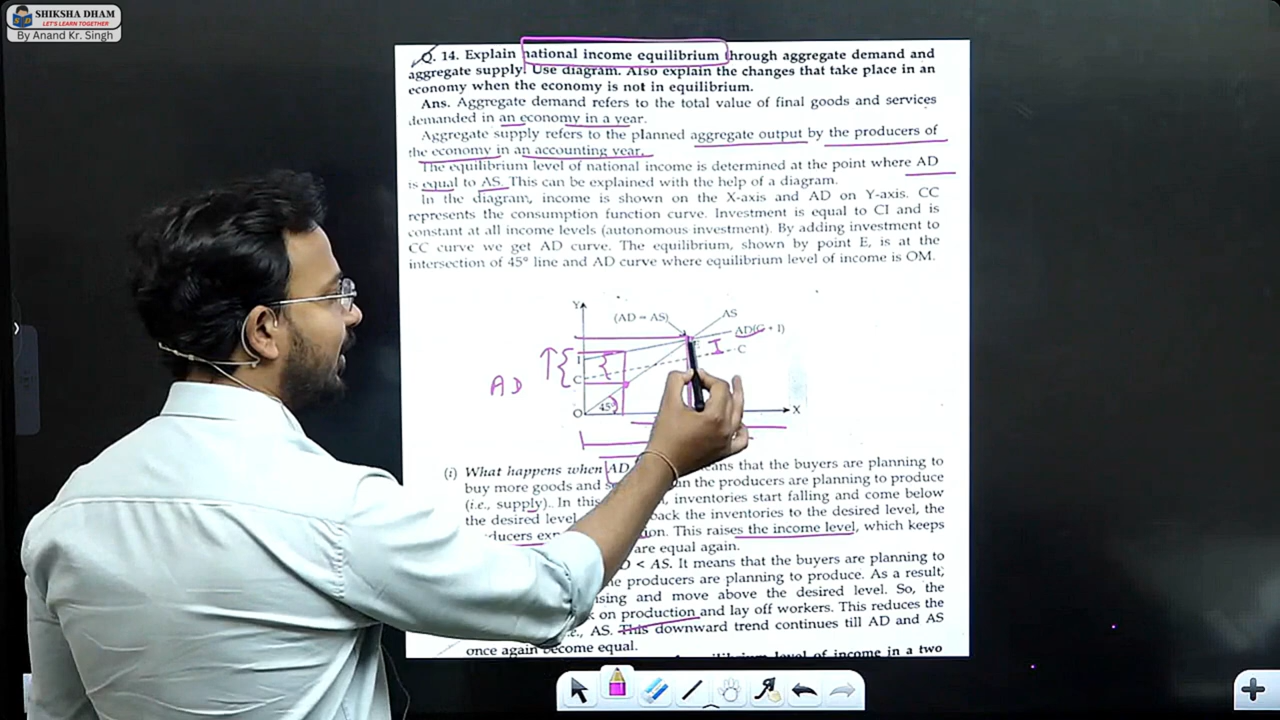 SHIKSHA DHAM
LET'S LEARN TOGETHER
By Anand Kr. Singh
Q. 14. Explain national income equilibrium through aggregate demand and
aggregate supply. Use diagram. Also explain the changes that take place in an
economy when the economy is not in equilibrium.
Ans. Aggregate demand refers to the total value of final goods and services
demanded in an economy in a year.
Aggregate supply refers to the planned aggregate output by the producers of
the economy in an accounting year.
The equilibrium level of national income is determined at the point where AD
is equal to AS. This can be explained with the help of a diagram.
In the diagram, income is shown on the X-axis and AD on Y-axis. CC
represents the consumption function curve. Investment is equal to CI and is
constant at all income levels (autonomous investment). By adding investment to
CC curve we get AD curve. The equilibrium, shown by point E, is at the
intersection of 45° line and AD curve where equilibrium level of income is OM.
Y
(AD = AS)
AS
AD(C + I)
I
I
C
C
AD
O
45°
X
(i) What happens when AD means that the buyers are planning to
buy more goods and the producers are planning to produce
(i.e., supply). In this inventories start falling and come below
the desired level back the inventories to the desired level, the
This raises the income level, which keeps
are equal again.
< AS. It means that the buyers are planning to
producers are planning to produce. As a result,
and move above the desired level. So, the
on production and lay off workers. This reduces the
AS. This downward trend continues till AD and AS
once again become equal.
level of income in a two